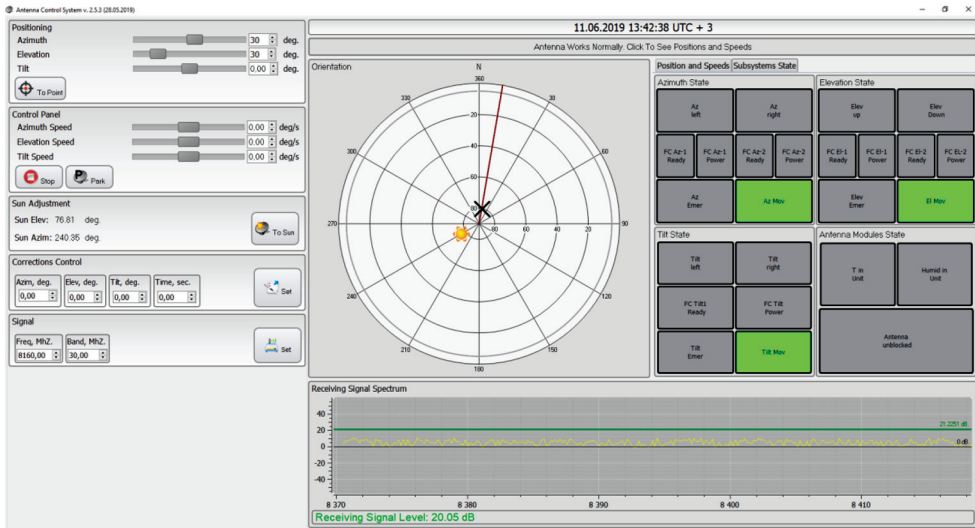 Antenna Control System v. 2.5.3 (28.05.2019)
Positioning
Azimuth 30 deg.
Elevation 30 deg.
Tilt 0,00 deg.
To Point
Control Panel
Azimuth Speed 0,00 deg/s
Elevation Speed 0,00 deg/s
Tilt Speed 0,00 deg/s
Stop Park
Sun Adjustment
Sun Elev: 76.81 deg.
Sun Azim: 240.35 deg.
To Sun
Corrections Control
Azim, deg. Elev, deg. Tit, deg. Time, sec.
0,00 0,00 0,00 0,00
Set
Signal
Freq, MhZ. Band, MhZ.
8160,00 30,00
Set
11.06.2019 13:42:38 UTC + 3
Antenna Works Normally. Click To See Positions and Speeds
Orientation
N
360
330 30
20
300 40 60
60
80
270 80 60 40 20 90
240 120
210 150
180
Position and Speeds Subsystems State
Azimuth State
Az left
Az right
FC Az-1 Ready
FC Az-1 Power
FC Az-2 Ready
FC Az-2 Power
Az Emer
Az Mov
Elevation State
Elev up
Elev Down
FC El-1 Ready
FC El-1 Power
FC El-2 Ready
FC EL-2 Power
Elev Emer
El Mov
Tilt State
Tilt left
Tilt right
FC Tilt1 Ready
FC Tilt Power
Tilt Emer
Tilt Mov
Antenna Modules State
T in Unit
Humid in Unit
Antenna unblocked
Receiving Signal Spectrum
40
20 21.2251 dB
0 0 dB
-20
-40
8 370 8 380 8 390 8 400 8 410
Receiving Signal Level: 20.05 dB